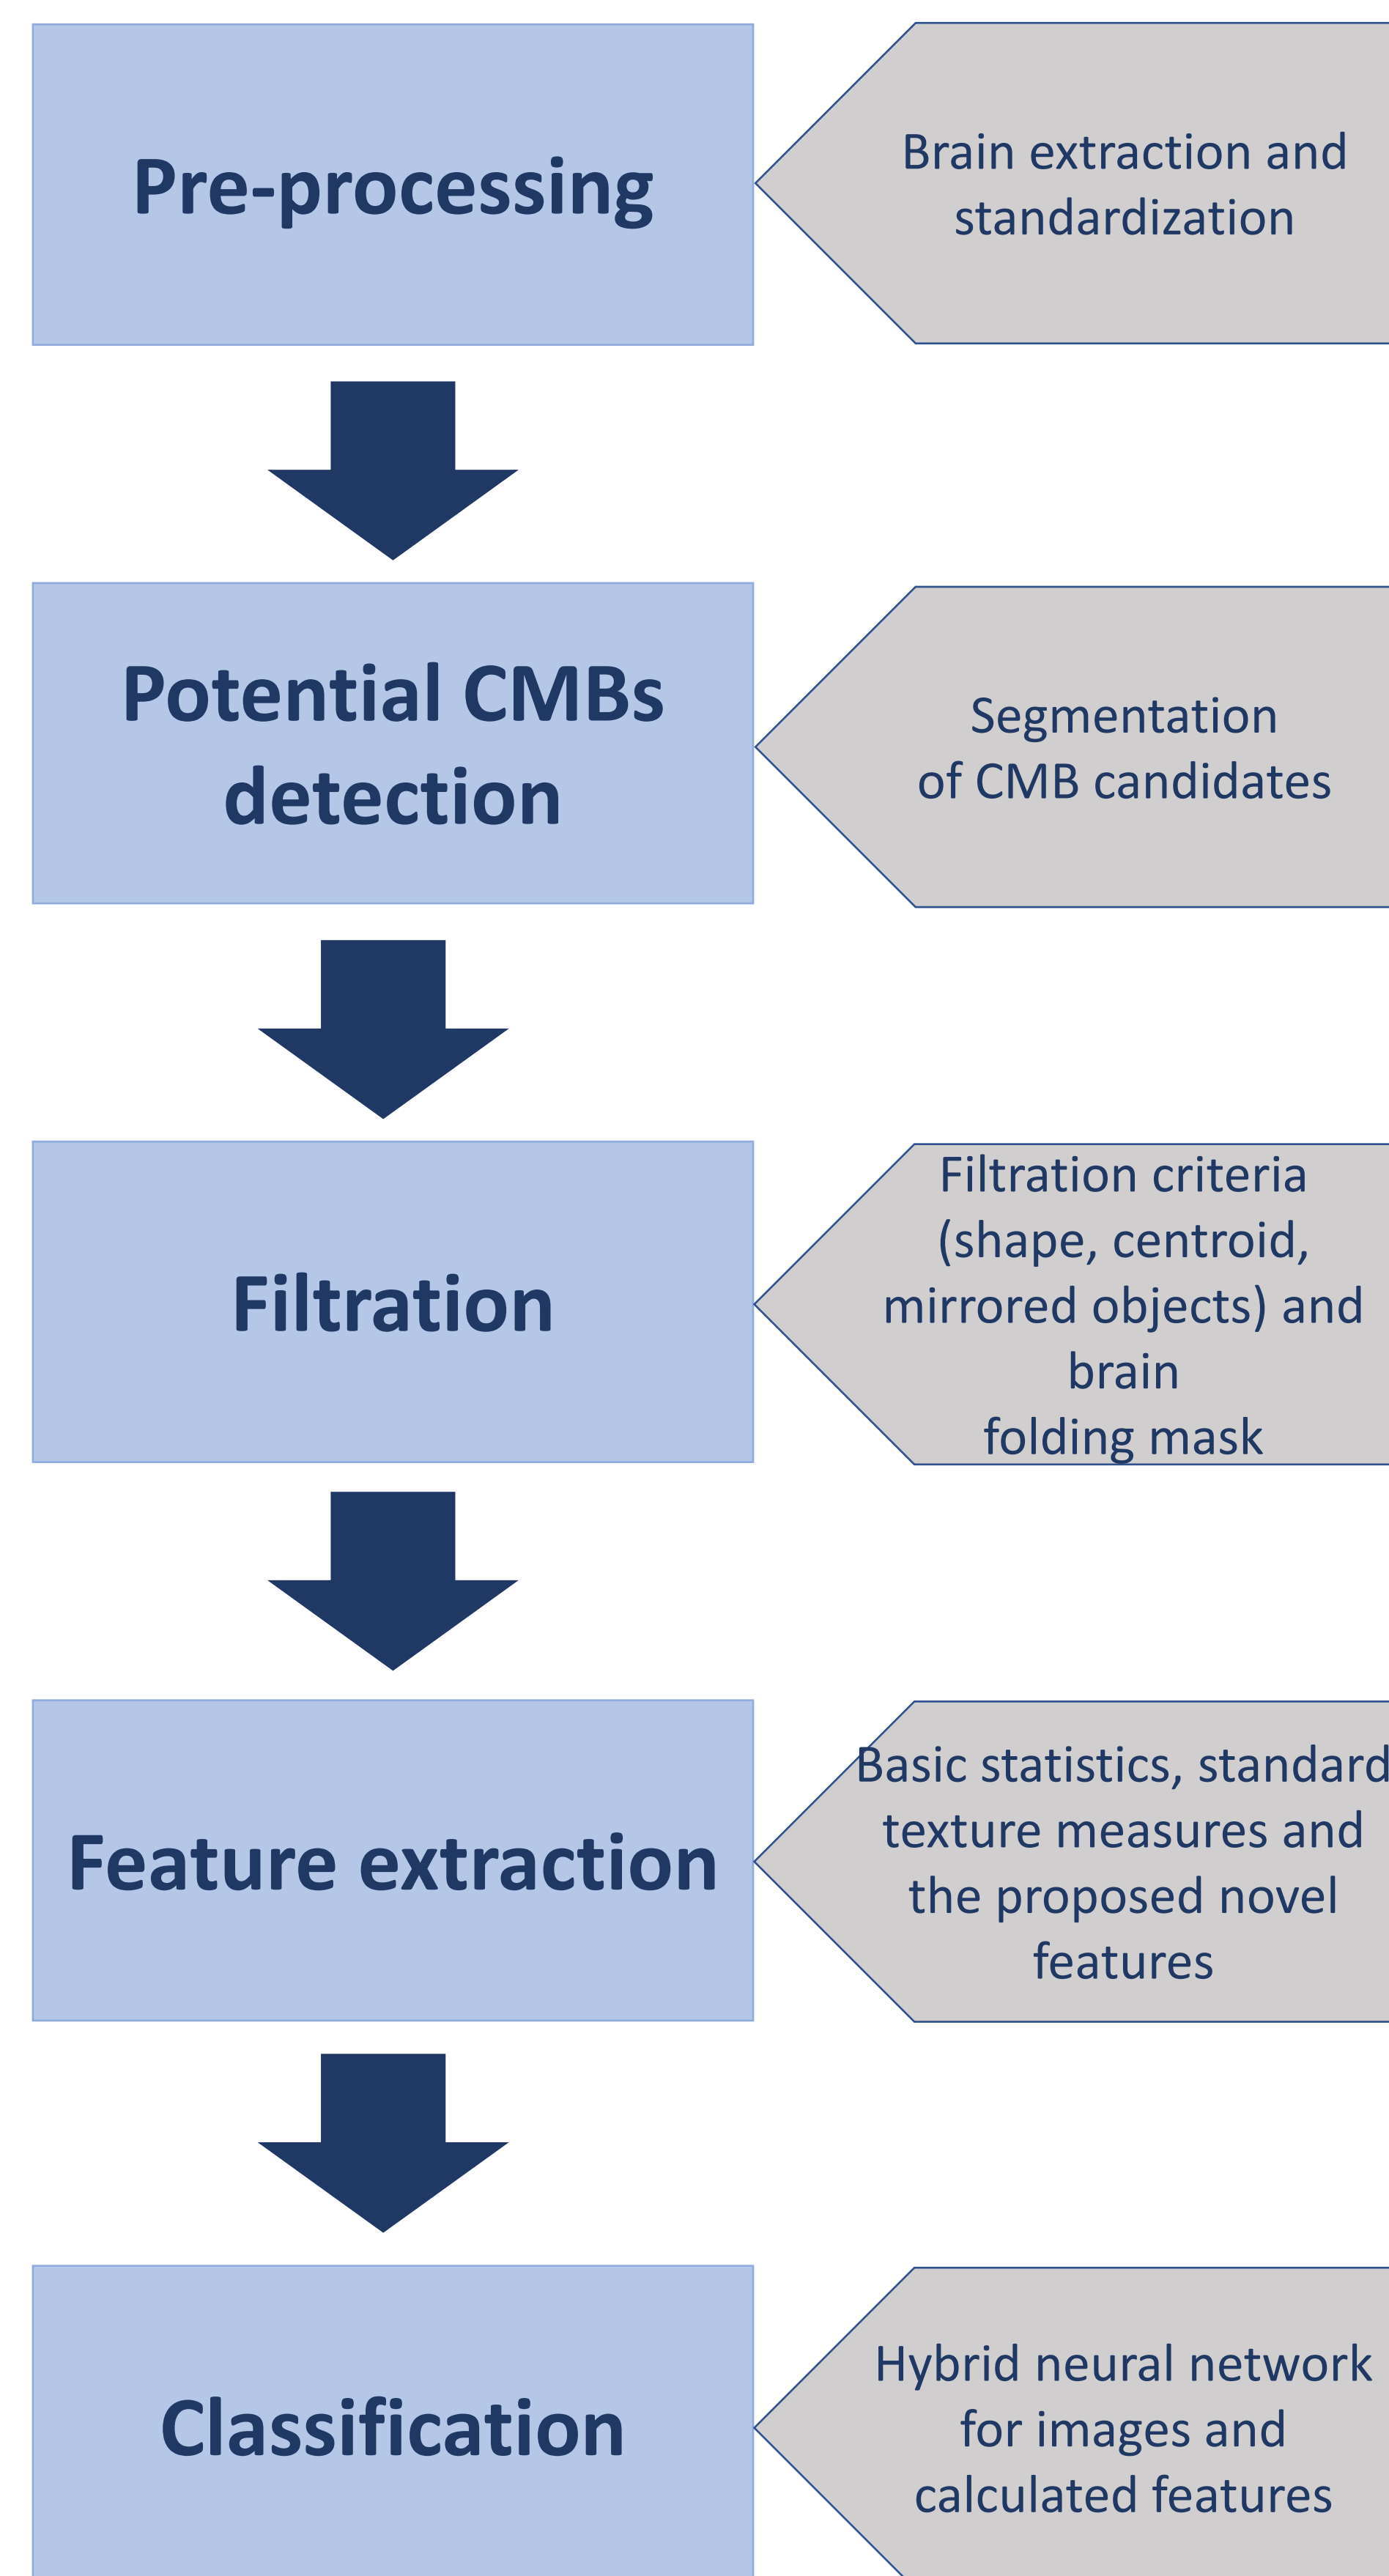 Pre-processing
Brain extraction and
standardization
Potential CMBs
detection
Segmentation
of CMB candidates
Filtration
Filtration criteria
(shape, centroid,
mirrored objects) and
brain
folding mask
Feature extraction
Basic statistics, standard
texture measures and
the proposed novel
features
Classification
Hybrid neural network
for images and
calculated features